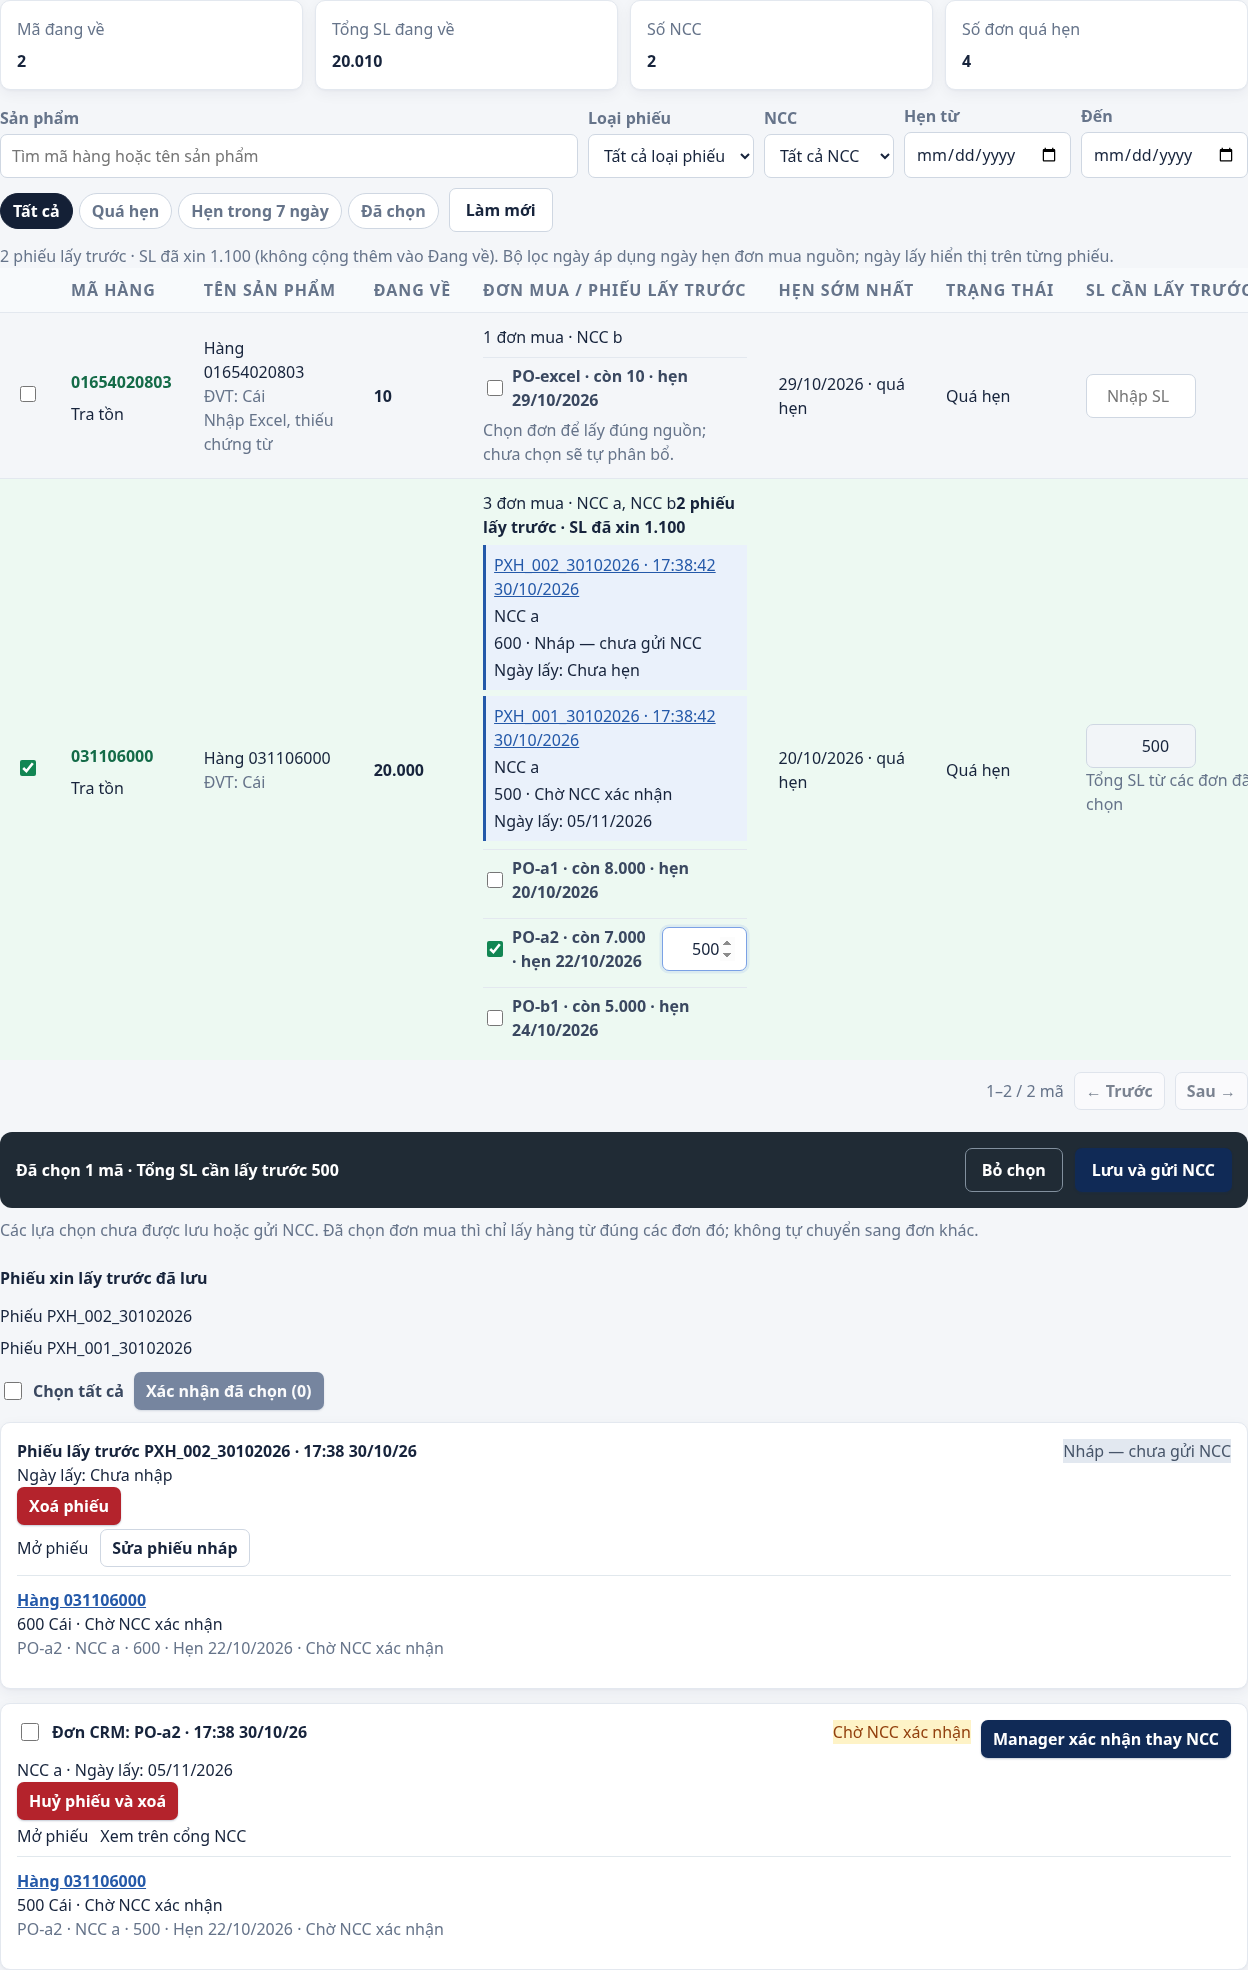 Mã đang về
2
Tổng SL đang về
20.010
Số NCC
2
Số đơn quá hẹn
4
Sản phẩm
Tìm mã hàng hoặc tên sản phẩm
Loại phiếu
Tất cả loại phiếu
NCC
Tất cả NCC
Hẹn từ
mm/dd/yyyy
Đến
mm/dd/yyyy
Tất cả
Quá hẹn
Hẹn trong 7 ngày
Đã chọn
Làm mới
2 phiếu lấy trước · SL đã xin 1.100 (không cộng thêm vào Đang về). Bộ lọc ngày áp dụng ngày hẹn đơn mua nguồn; ngày lấy hiển thị trên từng phiếu.
MÃ HÀNG
TÊN SẢN PHẨM
ĐANG VỀ
ĐƠN MUA / PHIẾU LẤY TRƯỚC
HẸN SỚM NHẤT
TRẠNG THÁI
SL CẦN LẤY TRƯỚC
01654020803
Tra tồn
Hàng
01654020803
ĐVT: Cái
Nhập Excel, thiếu
chứng từ
10
1 đơn mua · NCC b
PO-excel · còn 10 · hẹn
29/10/2026
Chọn đơn để lấy đúng nguồn;
chưa chọn sẽ tự phân bổ.
29/10/2026 · quá
hẹn
Quá hẹn
Nhập SL
031106000
Tra tồn
Hàng 031106000
ĐVT: Cái
20.000
3 đơn mua · NCC a, NCC b2 phiếu
lấy trước · SL đã xin 1.100
PXH_002_30102026 · 17:38:42
30/10/2026
NCC a
600 · Nháp — chưa gửi NCC
Ngày lấy: Chưa hẹn
PXH_001_30102026 · 17:38:42
30/10/2026
NCC a
500 · Chờ NCC xác nhận
Ngày lấy: 05/11/2026
PO-a1 · còn 8.000 · hẹn
20/10/2026
PO-a2 · còn 7.000
· hẹn 22/10/2026
500
PO-b1 · còn 5.000 · hẹn
24/10/2026
20/10/2026 · quá
hẹn
Quá hẹn
500
Tổng SL từ các đơn đã
chọn
1–2 / 2 mã
← Trước
Sau →
Đã chọn 1 mã · Tổng SL cần lấy trước 500
Bỏ chọn
Lưu và gửi NCC
Các lựa chọn chưa được lưu hoặc gửi NCC. Đã chọn đơn mua thì chỉ lấy hàng từ đúng các đơn đó; không tự chuyển sang đơn khác.
Phiếu xin lấy trước đã lưu
Phiếu PXH_002_30102026
Phiếu PXH_001_30102026
Chọn tất cả
Xác nhận đã chọn (0)
Phiếu lấy trước PXH_002_30102026 · 17:38 30/10/26
Nháp — chưa gửi NCC
Ngày lấy: Chưa nhập
Xoá phiếu
Mở phiếu
Sửa phiếu nháp
Hàng 031106000
600 Cái · Chờ NCC xác nhận
PO-a2 · NCC a · 600 · Hẹn 22/10/2026 · Chờ NCC xác nhận
Đơn CRM: PO-a2 · 17:38 30/10/26
Chờ NCC xác nhận
Manager xác nhận thay NCC
NCC a · Ngày lấy: 05/11/2026
Huỷ phiếu và xoá
Mở phiếu
Xem trên cổng NCC
Hàng 031106000
500 Cái · Chờ NCC xác nhận
PO-a2 · NCC a · 500 · Hẹn 22/10/2026 · Chờ NCC xác nhận